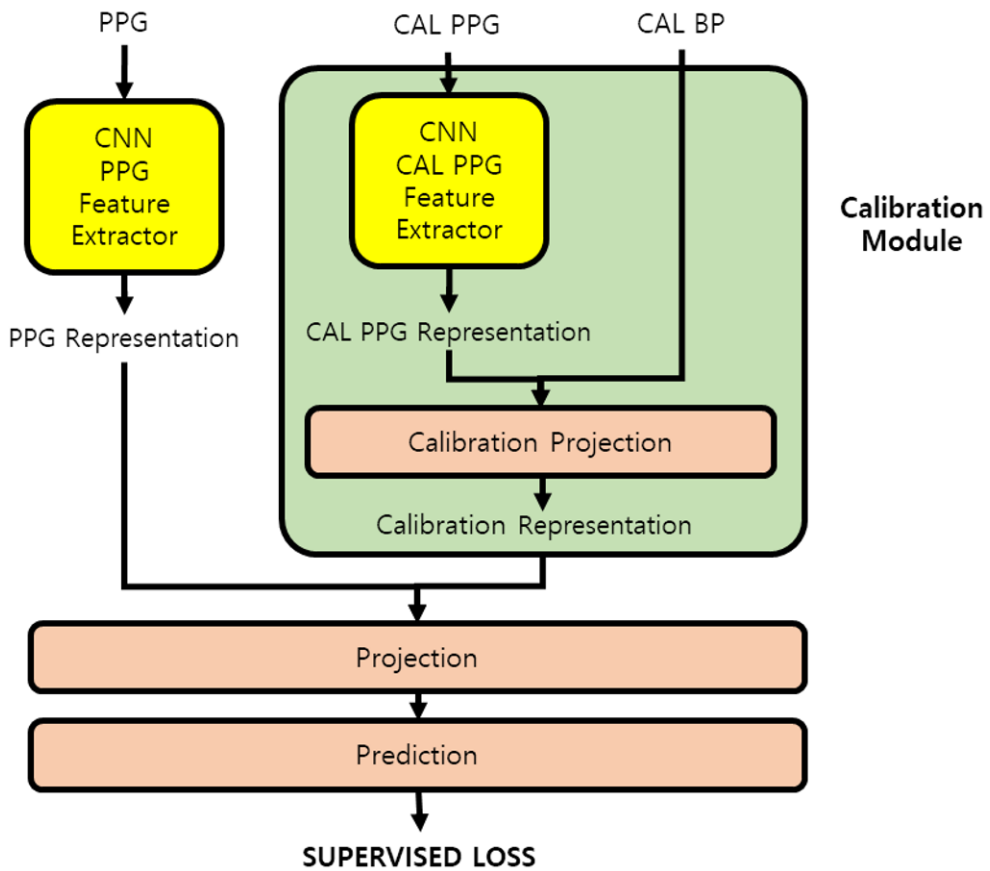 PPG
CAL PPG
CAL BP
CNN
PPG
Feature
Extractor
CNN
CAL PPG
Feature
Extractor
Calibration
Module
PPG Representation
CAL PPG Representation
Calibration Projection
Calibration Representation
Projection
Prediction
SUPERVISED LOSS